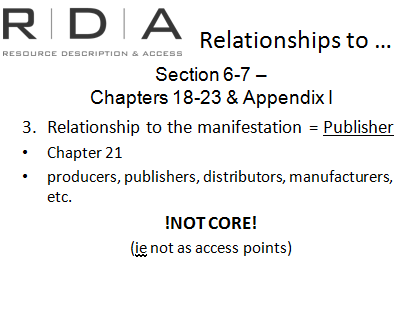 R|D|A
RESOURCE DESCRIPTION & ACCESS
Relationships to ...
Section 6-7 –
Chapters 18-23 & Appendix I
3. Relationship to the manifestation = Publisher
• Chapter 21
• producers, publishers, distributors, manufacturers,
etc.
!NOT CORE!
(ie not as access points)